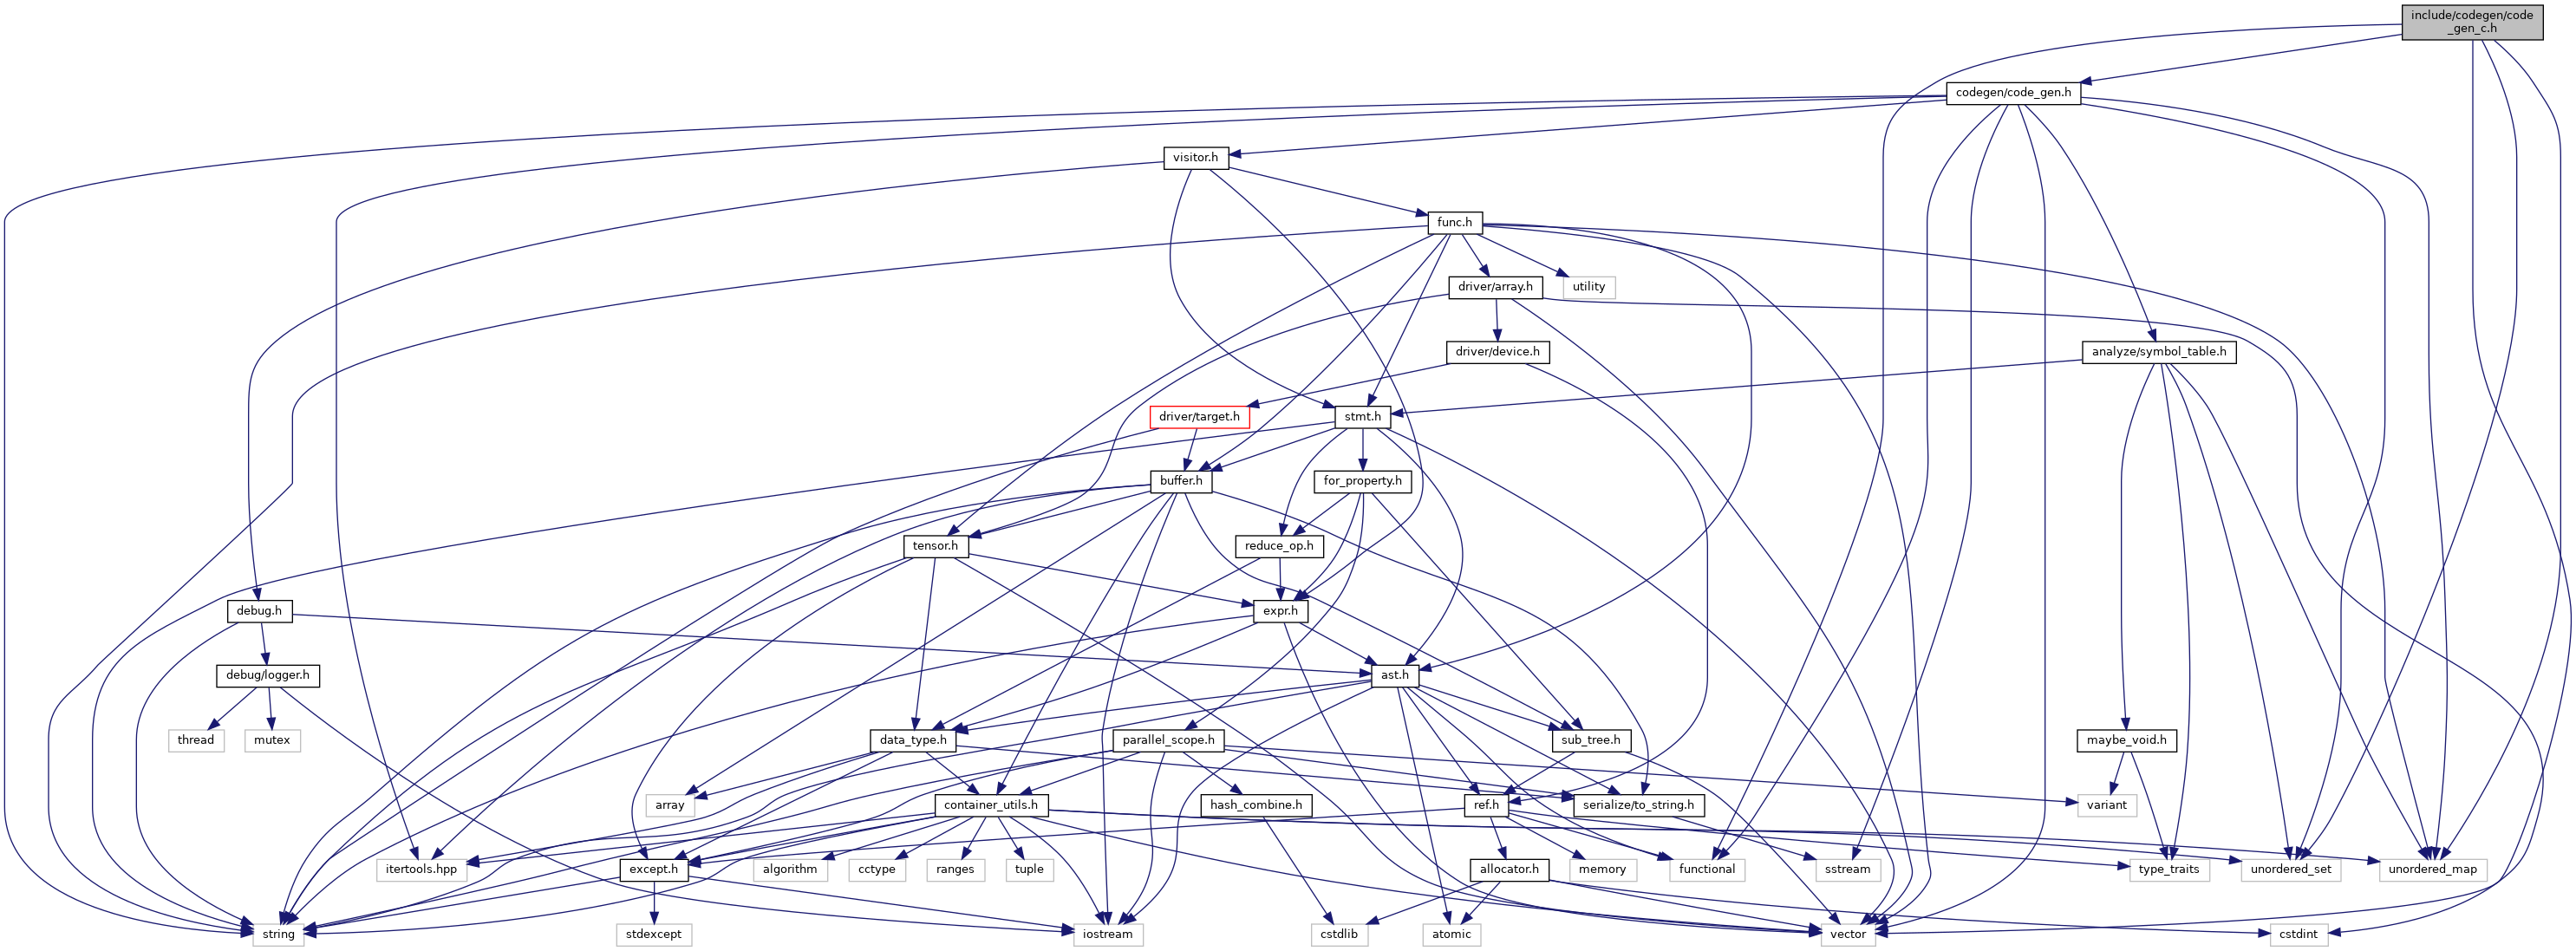 include/codegen/code
_gen_c.h
codegen/code_gen.h
visitor.h
func.h
driver/array.h
utility
driver/device.h
analyze/symbol_table.h
driver/target.h
stmt.h
buffer.h
for_property.h
tensor.h
reduce_op.h
debug.h
expr.h
debug/logger.h
ast.h
thread
mutex
data_type.h
parallel_scope.h
sub_tree.h
maybe_void.h
array
container_utils.h
hash_combine.h
ref.h
serialize/to_string.h
variant
itertools.hpp
except.h
algorithm
cctype
ranges
tuple
allocator.h
memory
functional
sstream
type_traits
unordered_set
unordered_map
string
stdexcept
iostream
cstdlib
atomic
vector
cstdint